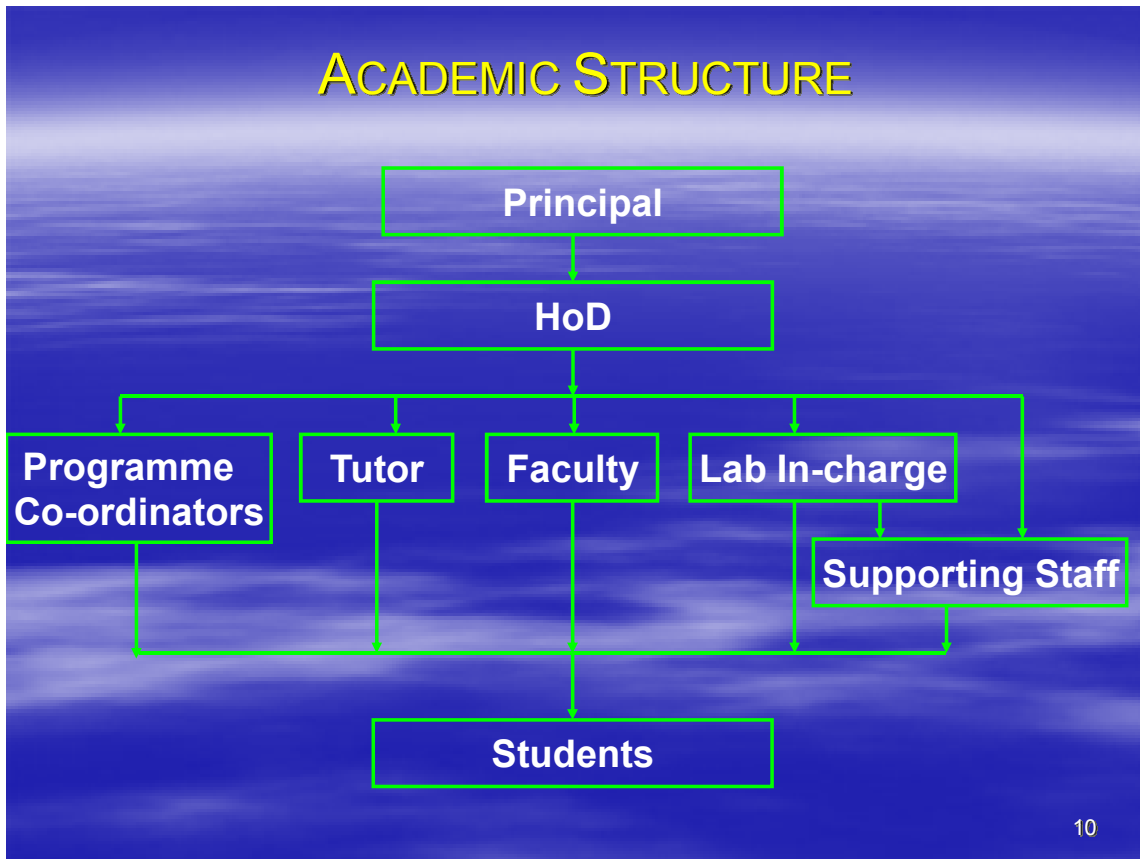 ACADEMIC STRUCTURE
Principal
HoD
Programme
Co-ordinators
Tutor
Faculty
Lab In-charge
Supporting Staff
Students
10